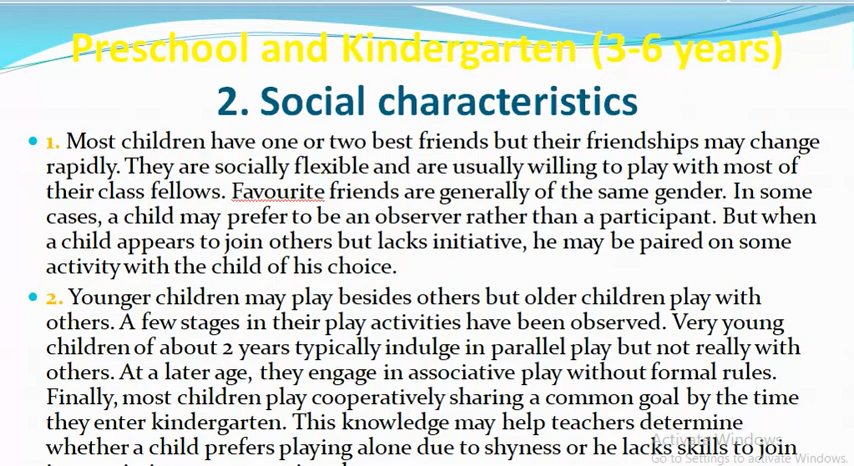 Preschool and Kindergarten (3-6 years)
2. Social characteristics
• 1. Most children have one or two best friends but their friendships may change
rapidly. They are socially flexible and are usually willing to play with most of
their class fellows. Favourite friends are generally of the same gender. In some
cases, a child may prefer to be an observer rather than a participant. But when
a child appears to join others but lacks initiative, he may be paired on some
activity with the child of his choice.
• 2. Younger children may play besides others but older children play with
others. A few stages in their play activities have been observed. Very young
children of about 2 years typically indulge in parallel play but not really with
others. At a later age, they engage in associative play without formal rules.
Finally, most children play cooperatively sharing a common goal by the time
they enter kindergarten. This knowledge may help teachers determine
whether a child prefers playing alone due to shyness or he lacks skills to join
Activate Windows
Go to Settings to activate Windows.